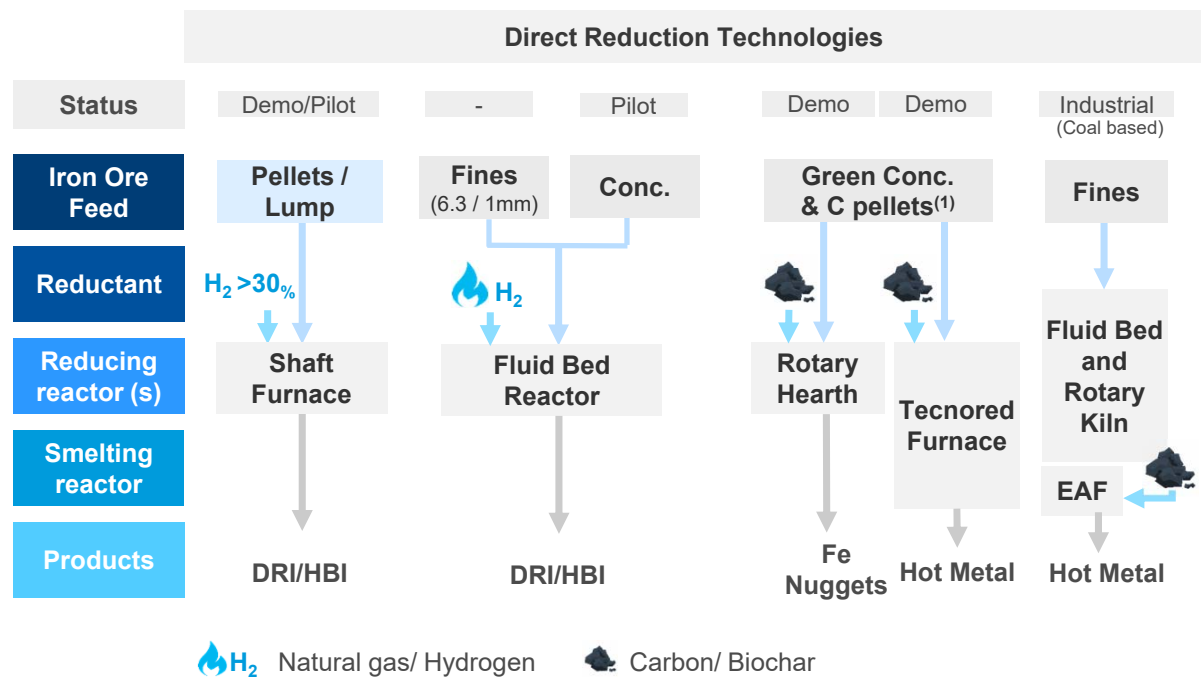 Direct Reduction Technologies
Status
Demo/Pilot
-
Pilot
Demo
Demo
Industrial
(Coal based)
Iron Ore
Feed
Pellets /
Lump
Fines
(6.3 / 1mm)
Conc.
Green Conc.
& C pellets(1)
Fines
Reductant
H2 >30%
H2
Reducing
reactor (s)
Shaft
Furnace
Fluid Bed
Reactor
Rotary
Hearth
Tecnored
Furnace
Fluid Bed
and
Rotary
Kiln
Smelting
reactor
EAF
Products
DRI/HBI
DRI/HBI
Fe
Nuggets
Hot Metal
Hot Metal
H2 Natural gas/ Hydrogen
Carbon/ Biochar